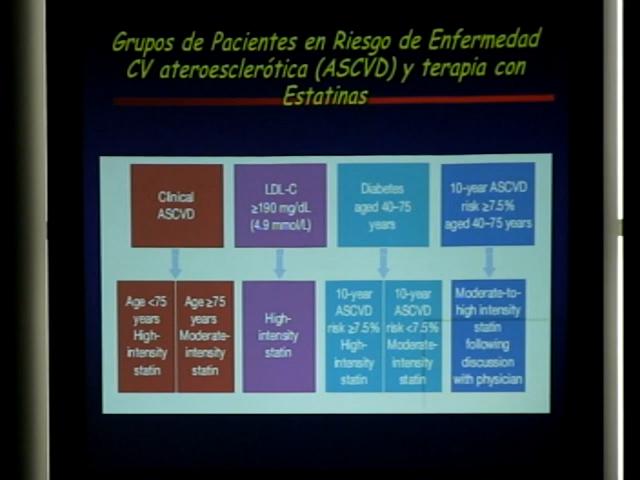 Grupos de Pacientes en Riesgo de Enfermedad
CV ateroesclerótica (ASCVD) y terapia con
Estatinas
Clinical
ASCVD
LDL-C
≥190 mg/dL
(4.9 mmol/L)
Diabetes
aged 40–75
years
10-year ASCVD
risk ≥7.5%
aged 40–75 years
Age <75
years
High-
intensity
statin
Age ≥75
years
Moderate-
intensity
statin
High-
intensity
statin
10-year
ASCVD
risk ≥7.5%
High-
intensity
statin
10-year
ASCVD
risk <7.5%
Moderate-
intensity
statin
Moderate-to-
high intensity
statin
following
discussion
with physician